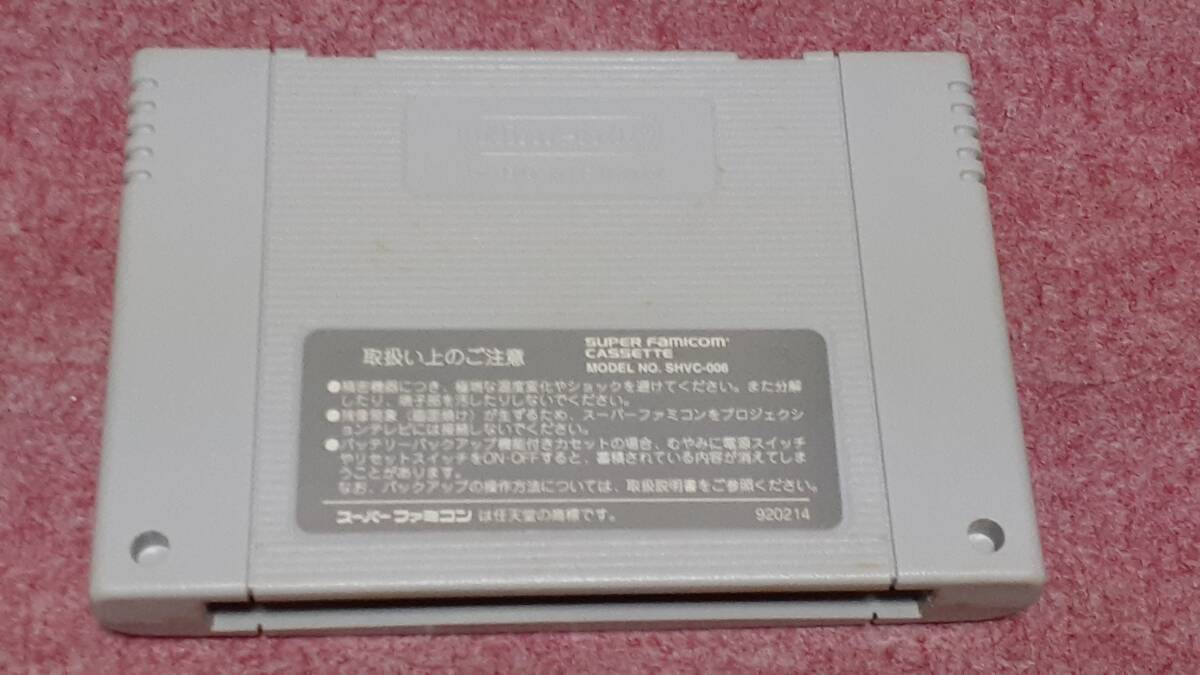 Nintendo
取扱い上のご注意
SUPER Famicom
CASSETTE
MODEL NO. SHVC-006
●精密機器につき、極端な温度変化やショックを避けてください。また分解
したり、端子部を汚したりしないでください。
●残像現象（画面焼け）が生ずるため、スーパーファミコンをプロジェクシ
ョンテレビには接続しないでください。
●バッテリーバックアップ機能付きカセットの場合、むやみに電源スイッチ
やリセットスイッチをON-OFFすると、蓄積されている内容が消えてしま
うことがあります。
なお、バックアップの操作方法については、取扱説明書をご参照ください。
スーパーファミコン は任天堂の商標です。 920214